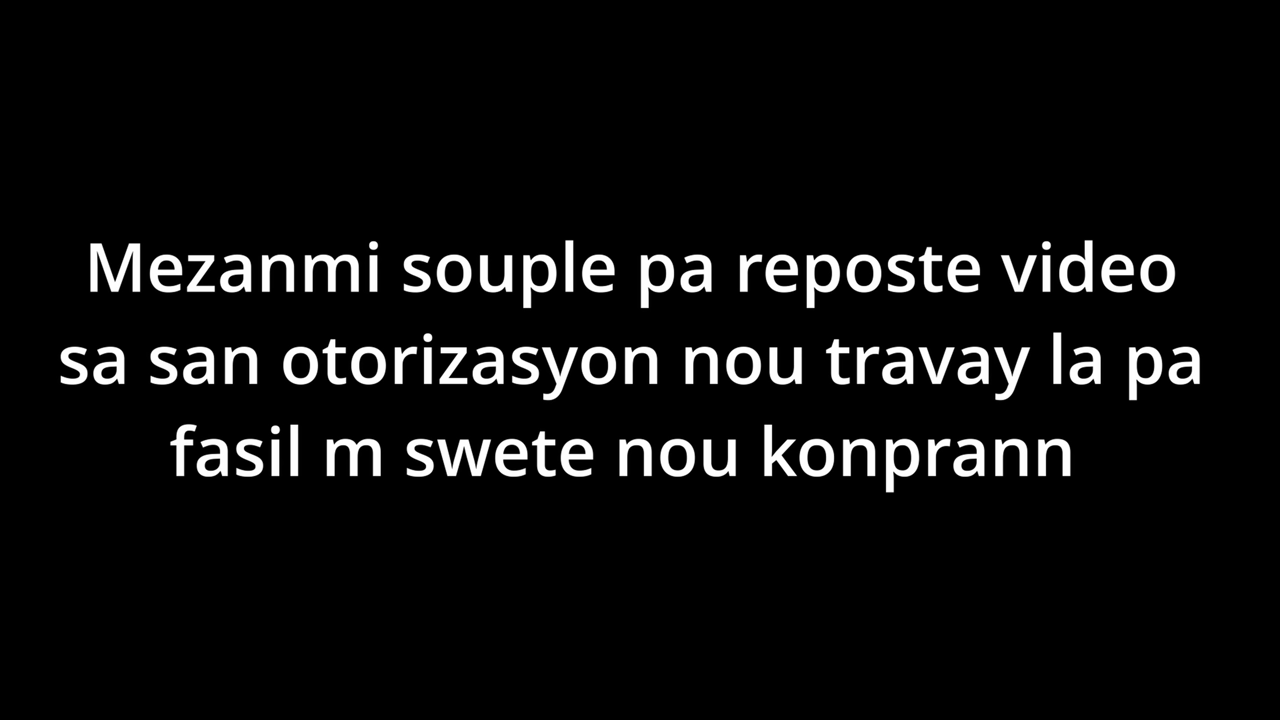 Mezanmi souple pa reposte video
sa san otorizasyon nou travay la pa
fasil m swete nou konprann